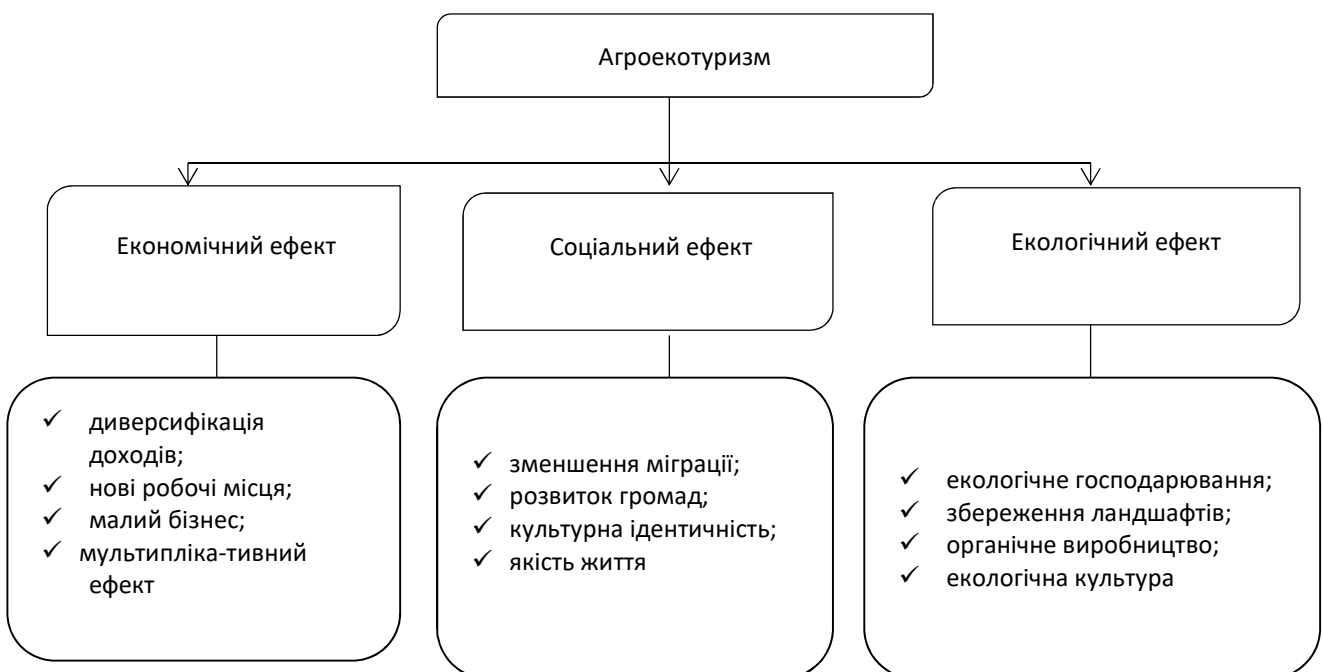 Агроекотуризм
Економічний ефект
Соціальний ефект
Екологічний ефект
✓ диверсифікація
доходів;
✓ нові робочі місця;
✓ малий бізнес;
✓ мультипліка-тивний
ефект
✓ зменшення міграції;
✓ розвиток громад;
✓ культурна ідентичність;
✓ якість життя
✓ екологічне господарювання;
✓ збереження ландшафтів;
✓ органічне виробництво;
✓ екологічна культура